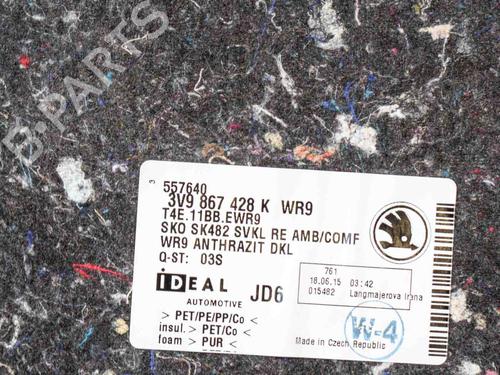 B-PARTS
3
557640
3V9 867 428 K WR9
T4E.11BB.EWR9
SKO SK482 SVKL RE AMB/COMF
WR9 ANTHRAZIT DKL
Q-ST: 03S
iDEAL
AUTOMOTIVE
JD6
761
18.06.15 03:42
015482 Langmajerova Irena
> PET/PE/PP/Co <
insul. > PET/Co <
foam > PUR <
W-4
Made in Czech Republic